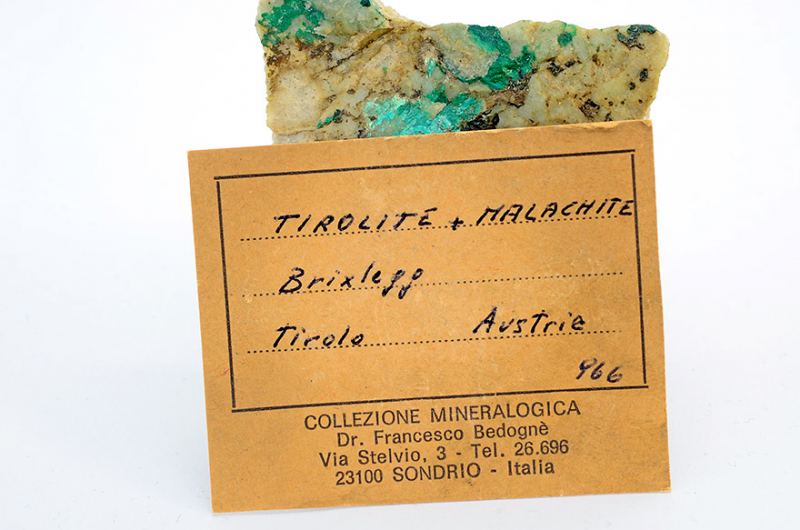 TIROLITE + MALACHITE
Brixlegg
Tirolo Austria
966
COLLEZIONE MINERALOGICA
Dr. Francesco Bedognè
Via Stelvio, 3 - Tel. 26.696
23100 SONDRIO - Italia